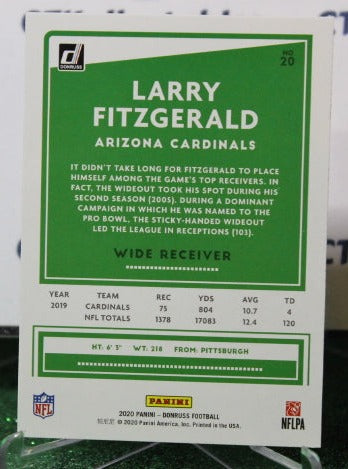 NO.
20
DONRUSS
LARRY
FITZGERALD
ARIZONA CARDINALS
IT DIDN'T TAKE LONG FOR FITZGERALD TO PLACE
HIMSELF AMONG THE GAME'S TOP RECEIVERS. IN
FACT, THE WIDEOUT TOOK HIS SPOT DURING HIS
SECOND SEASON (2005). DURING A DOMINANT
CAMPAIGN IN WHICH HE WAS NAMED TO THE
PRO BOWL, THE STICKY-HANDED WIDEOUT
LED THE LEAGUE IN RECEPTIONS (103).
WIDE RECEIVER
YEAR TEAM REC YDS AVG TD
2019 CARDINALS 75 804 10.7 4
NFL TOTALS 1378 17083 12.4 120
HT: 6' 3" WT: 218 FROM: PITTSBURGH
NFL
PANINI
NFLPA
2020 PANINI - DONRUSS FOOTBALL
© 2020 Panini America, Inc. Printed in the USA.